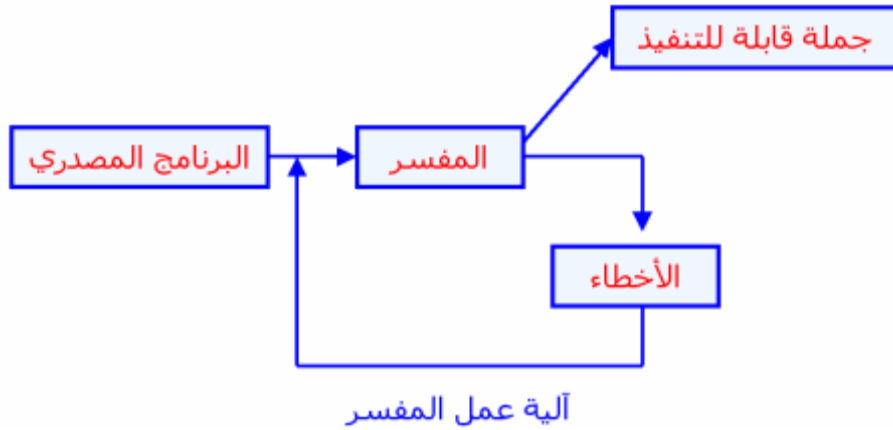 جملة قابلة للتنفيذ
البرنامج المصدري
المفسر
الأخطاء
آلية عمل المفسر